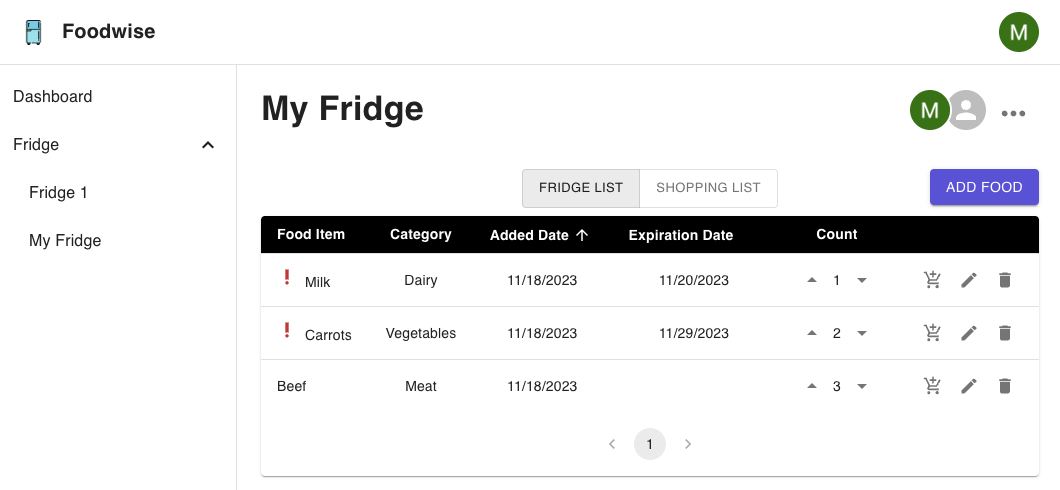 Foodwise
M
Dashboard
Fridge
Fridge 1
My Fridge
My Fridge
M
FRIDGE LIST SHOPPING LIST
ADD FOOD
Food Item Category Added Date Expiration Date Count
Milk Dairy 11/18/2023 11/20/2023 1
Carrots Vegetables 11/18/2023 11/29/2023 2
Beef Meat 11/18/2023 3
1